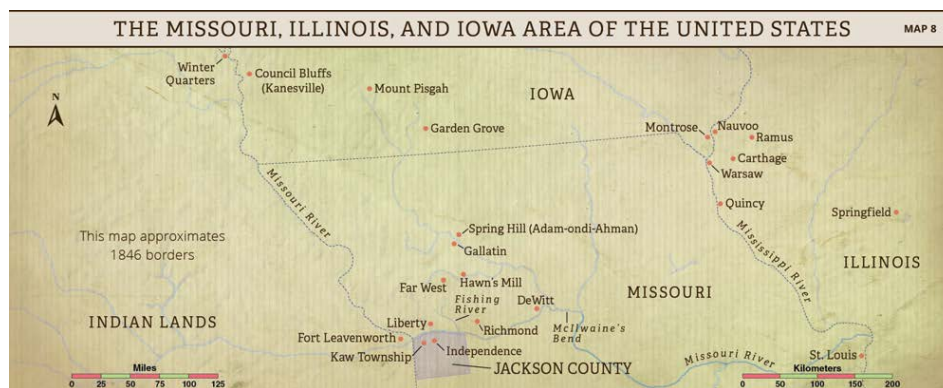 THE MISSOURI, ILLINOIS, AND IOWA AREA OF THE UNITED STATES
MAP 8
Winter
Quarters
Council Bluffs
(Kanesville)
Mount Pisgah
IOWA
N
Garden Grove
Montrose
Nauvoo
Ramus
Carthage
Warsaw
Missouri River
Quincy
Springfield
This map approximates
1846 borders
Spring Hill (Adam-ondi-Ahman)
Gallatin
Mississippi River
ILLINOIS
Far West
Hawn's Mill
MISSOURI
Fishing
River
DeWitt
INDIAN LANDS
Liberty
Richmond
McIlwaine's
Bend
Fort Leavenworth
Kaw Township
Independence
Missouri River
St. Louis
JACKSON COUNTY
Miles
0 25 50 75 100 125
Kilometers
0 50 100 150 200